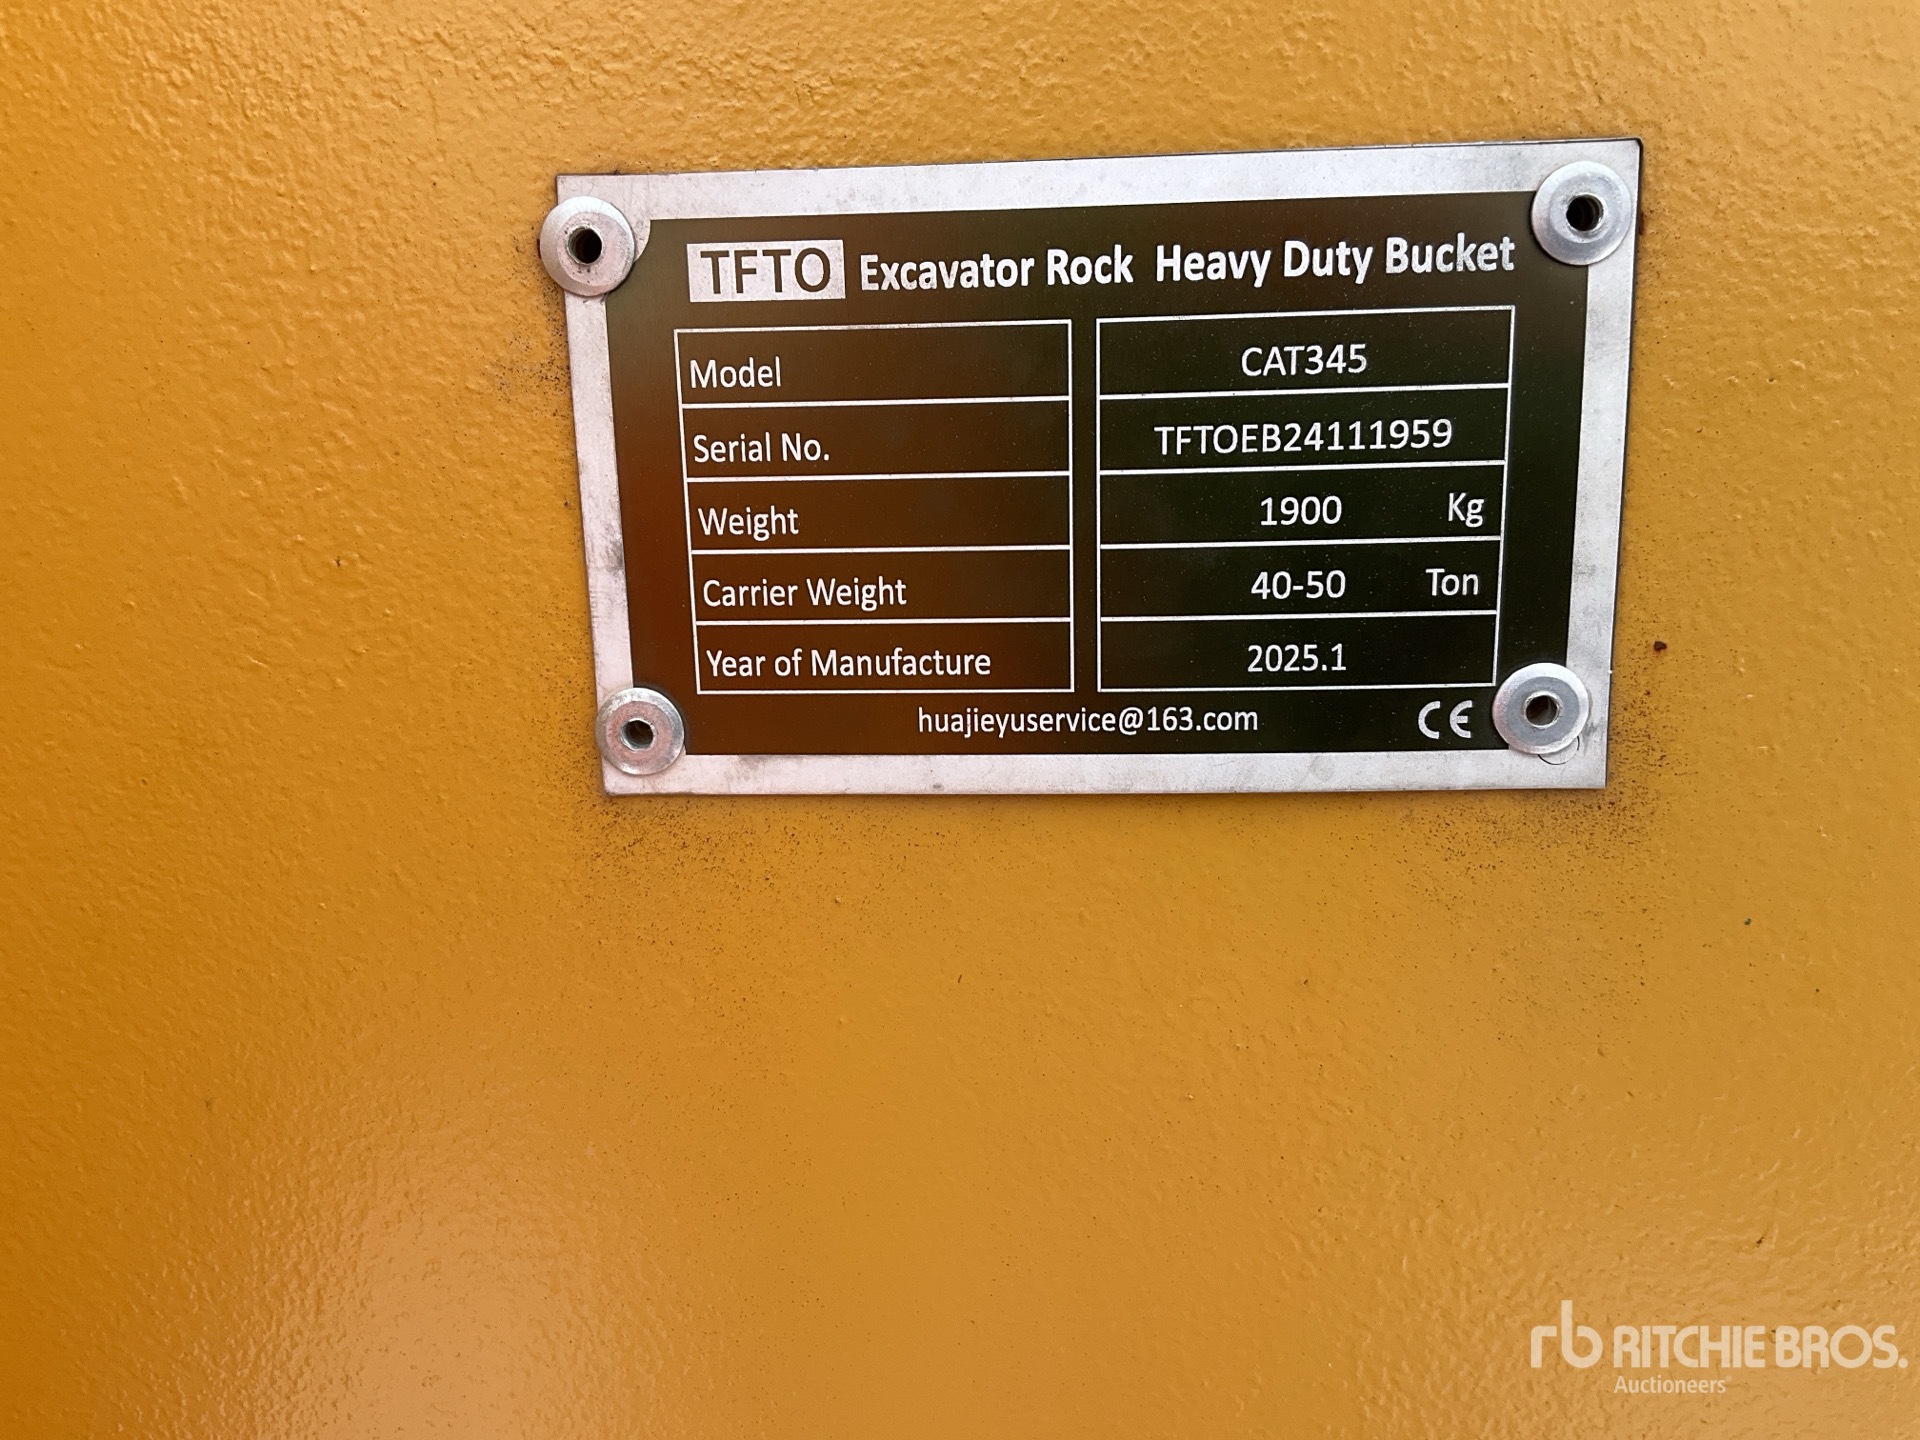 TFTO Excavator Rock Heavy Duty Bucket
Model CAT345
Serial No. TFTOEB24111959
Weight 1900 Kg
Carrier Weight 40-50 Ton
Year of Manufacture 2025.1
huajieyuservice@163.com CE
rb RITCHIE BROS.
Auctioneers